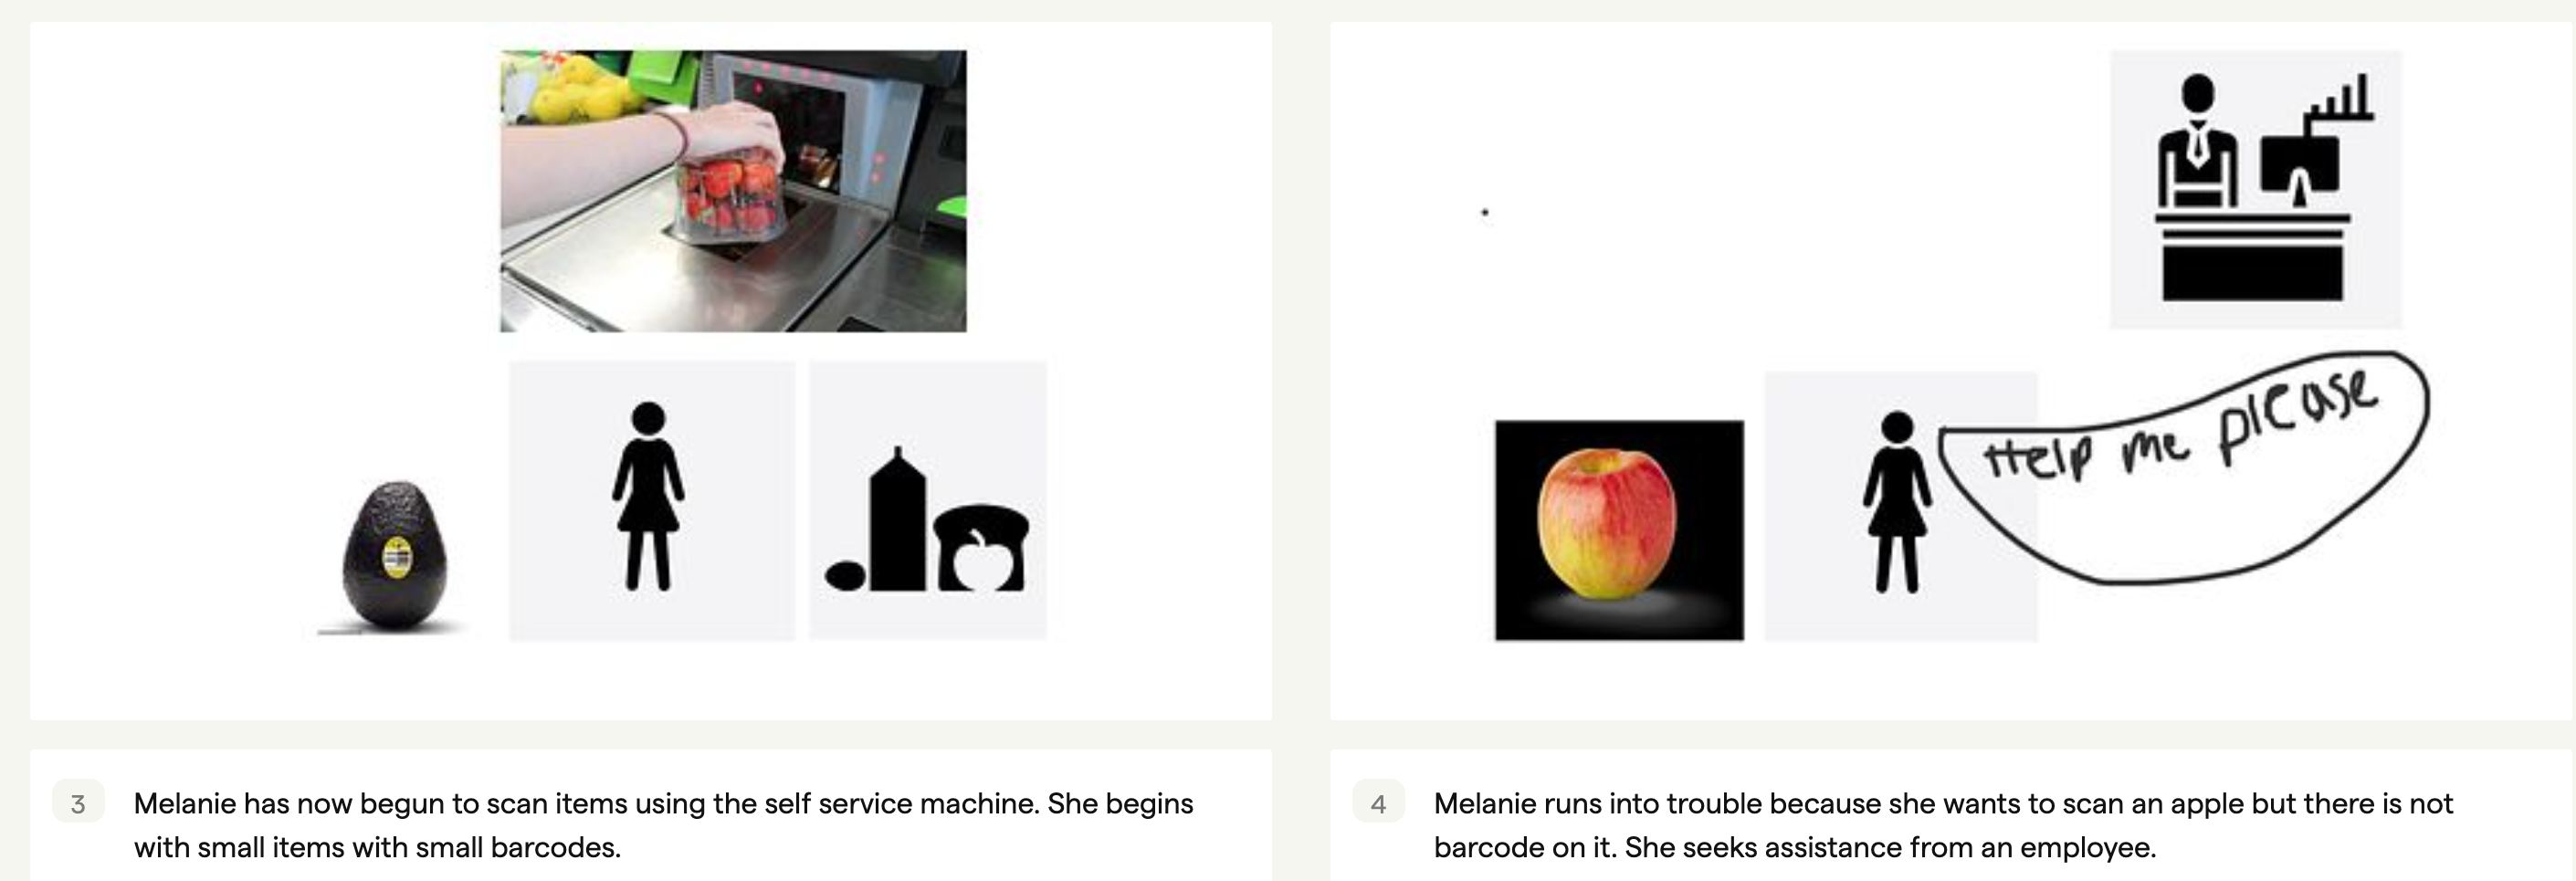 Help me please
3
Melanie has now begun to scan items using the self service machine. She begins
with small items with small barcodes.
4
Melanie runs into trouble because she wants to scan an apple but there is not
barcode on it. She seeks assistance from an employee.